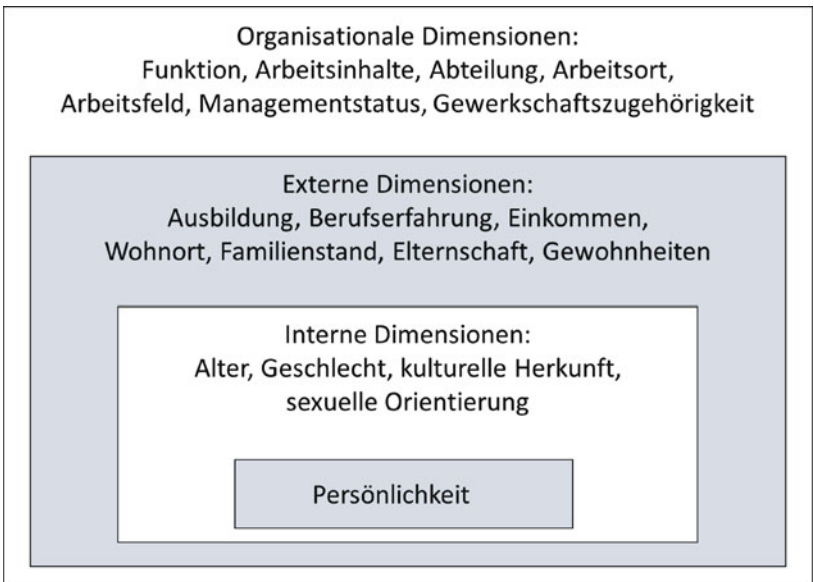 Organisationale Dimensionen:
Funktion, Arbeitsinhalte, Abteilung, Arbeitsort,
Arbeitsfeld, Managementstatus, Gewerkschaftszugehörigkeit
Externe Dimensionen:
Ausbildung, Berufserfahrung, Einkommen,
Wohnort, Familienstand, Elternschaft, Gewohnheiten
Interne Dimensionen:
Alter, Geschlecht, kulturelle Herkunft,
sexuelle Orientierung
Persönlichkeit